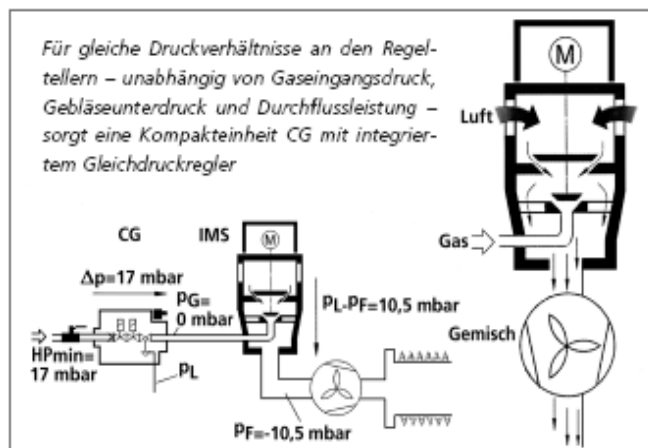 Für gleiche Druckverhältnisse an den Regel-
tellern – unabhängig von Gaseingangsdruck,
Gebläseunterdruck und Durchflussleistung –
sorgt eine Kompakteinheit CG mit integrier-
tem Gleichdruckregler
M
Luft
Gas
Gemisch
CG
IMS
M
Δp=17 mbar
pG=
0 mbar
pL-pF=10,5 mbar
HPmin=
17 mbar
pL
pF=-10,5 mbar